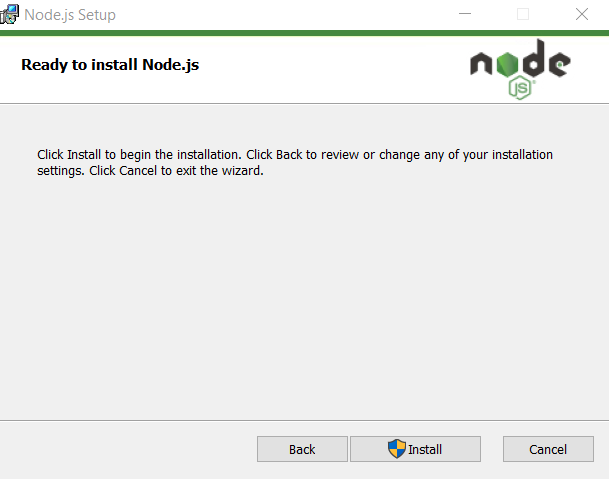 Node.js Setup
Ready to install Node.js
node
JS
Click Install to begin the installation. Click Back to review or change any of your installation
settings. Click Cancel to exit the wizard.
Back
Install
Cancel